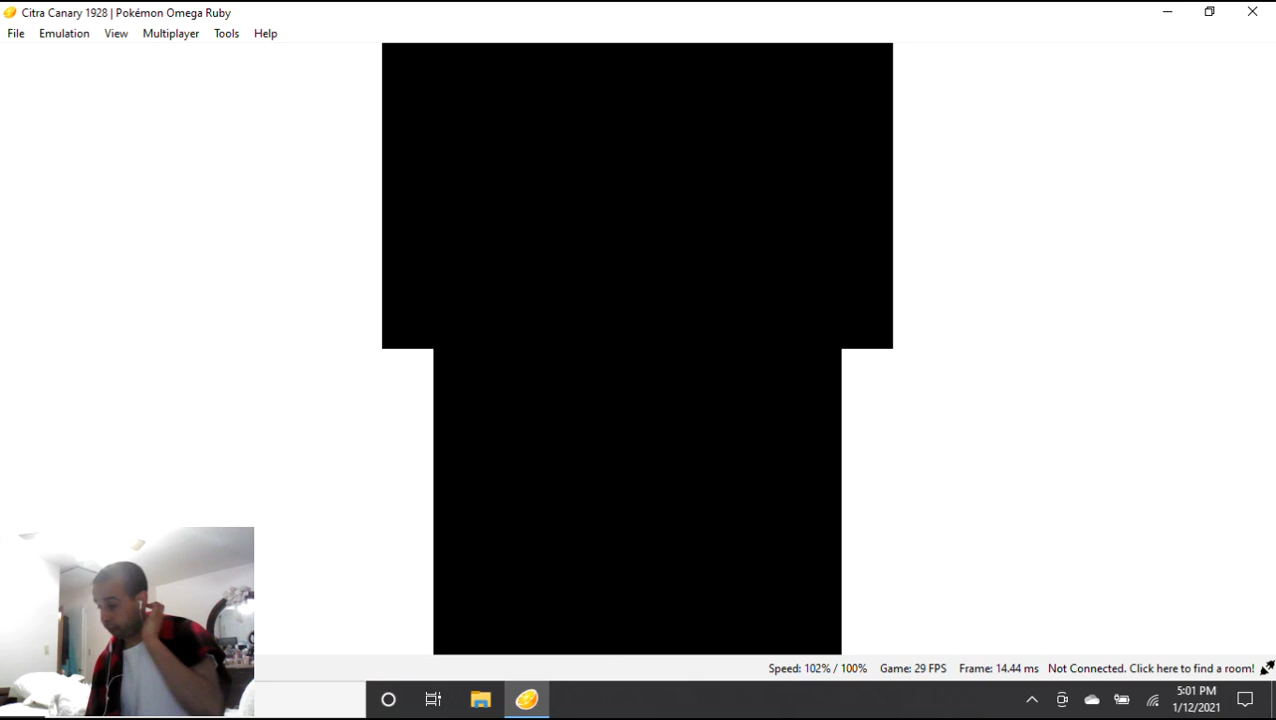 Citra Canary 1928 | Pokémon Omega Ruby
File Emulation View Multiplayer Tools Help
Speed: 102% / 100% Game: 29 FPS Frame: 14.44 ms Not Connected. Click here to find a room!
5:01 PM
1/12/2021